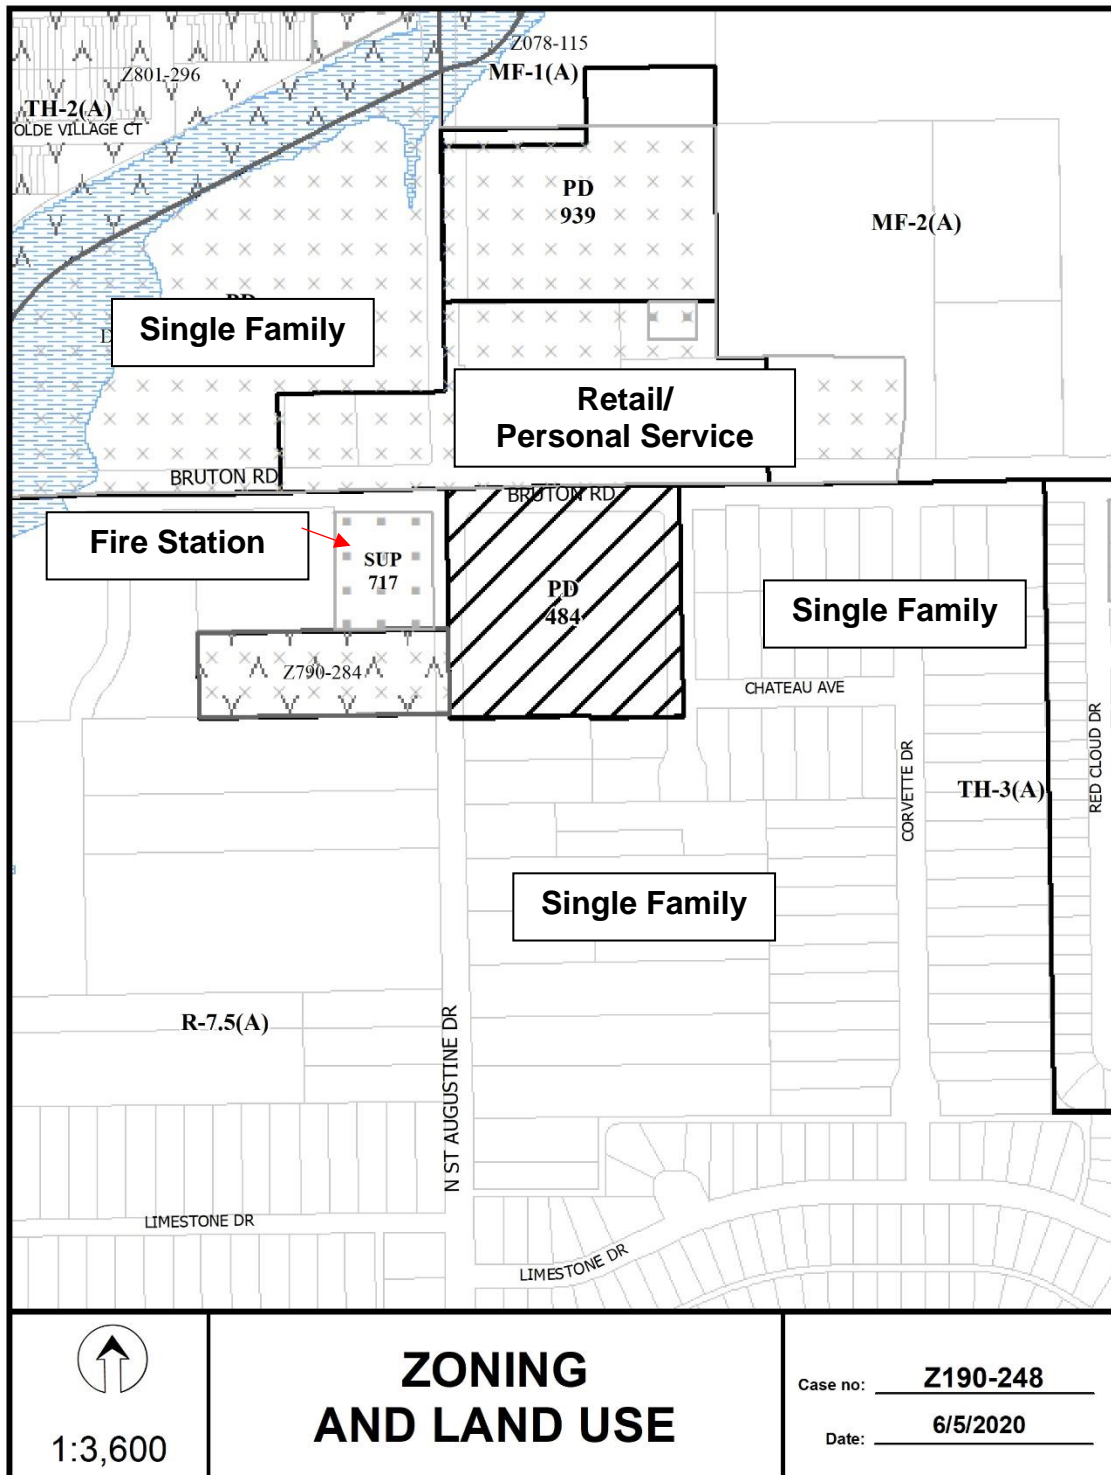 Z078-115
Z801-296
MF-1(A)
TH-2(A)
OLDE VILLAGE CT
PD
939
MF-2(A)
Single Family
Retail/
Personal Service
BRUTON RD
BRUTON RD
Fire Station
SUP
717
PD
484
Single Family
Z790-284
CHATEAU AVE
CORVETTE DR
RED CLOUD DR
TH-3(A)
Single Family
R-7.5(A)
N ST AUGUSTINE DR
LIMESTONE DR
LIMESTONE DR
1:3,600
ZONING
AND LAND USE
Case no: Z190-248
Date: 6/5/2020